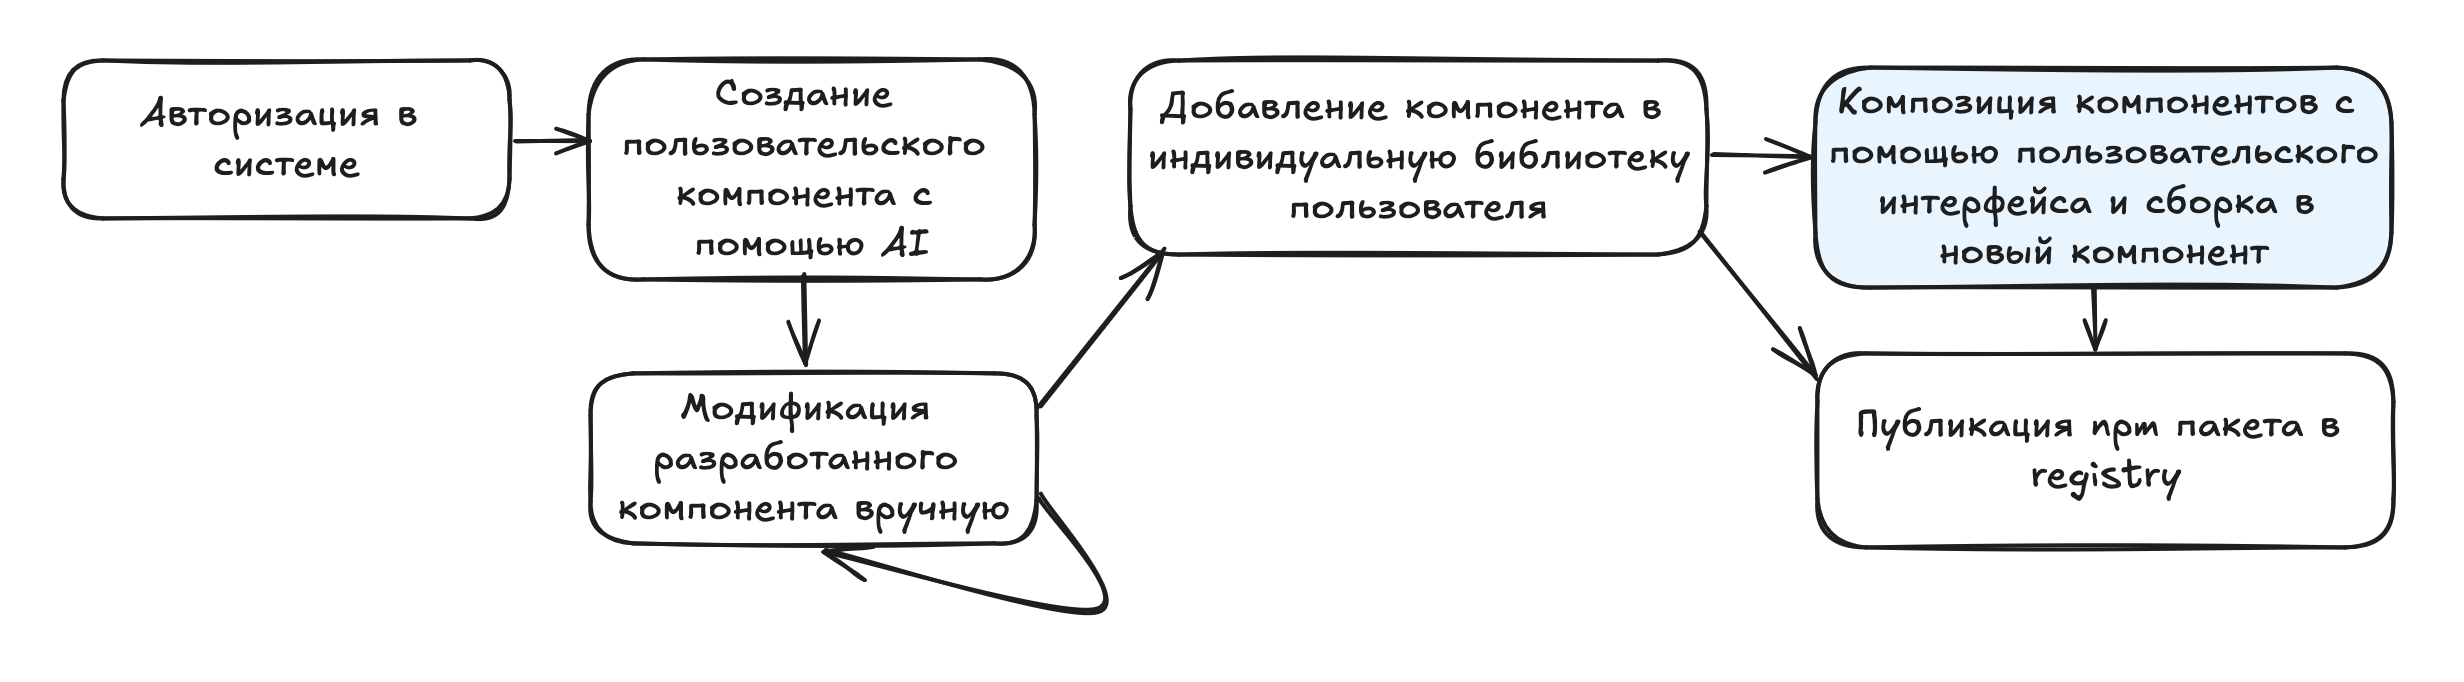 Авторизация в
системе
Создание
пользовательского
компонента с
помощью AI
Модификация
разработанного
компонента вручную
Добавление компонента в
индивидуальную библиотеку
пользователя
Композиция компонентов с
помощью пользовательского
интерфейса и сборка в
новый компонент
Публикация npm пакета в
registry